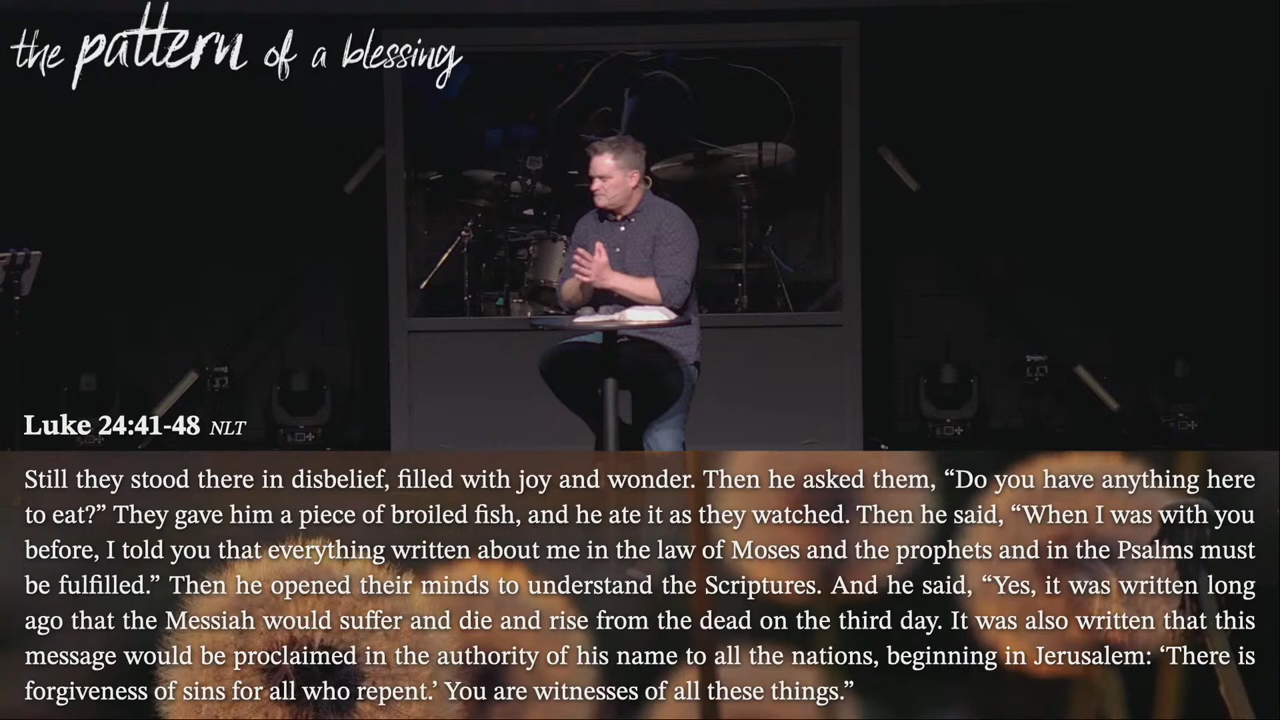 the pattern of a blessing
Luke 24:41-48 NLT
Still they stood there in disbelief, filled with joy and wonder. Then he asked them, “Do you have anything here
to eat?” They gave him a piece of broiled fish, and he ate it as they watched. Then he said, “When I was with you
before, I told you that everything written about me in the law of Moses and the prophets and in the Psalms must
be fulfilled.” Then he opened their minds to understand the Scriptures. And he said, “Yes, it was written long
ago that the Messiah would suffer and die and rise from the dead on the third day. It was also written that this
message would be proclaimed in the authority of his name to all the nations, beginning in Jerusalem: ‘There is
forgiveness of sins for all who repent.’ You are witnesses of all these things.”